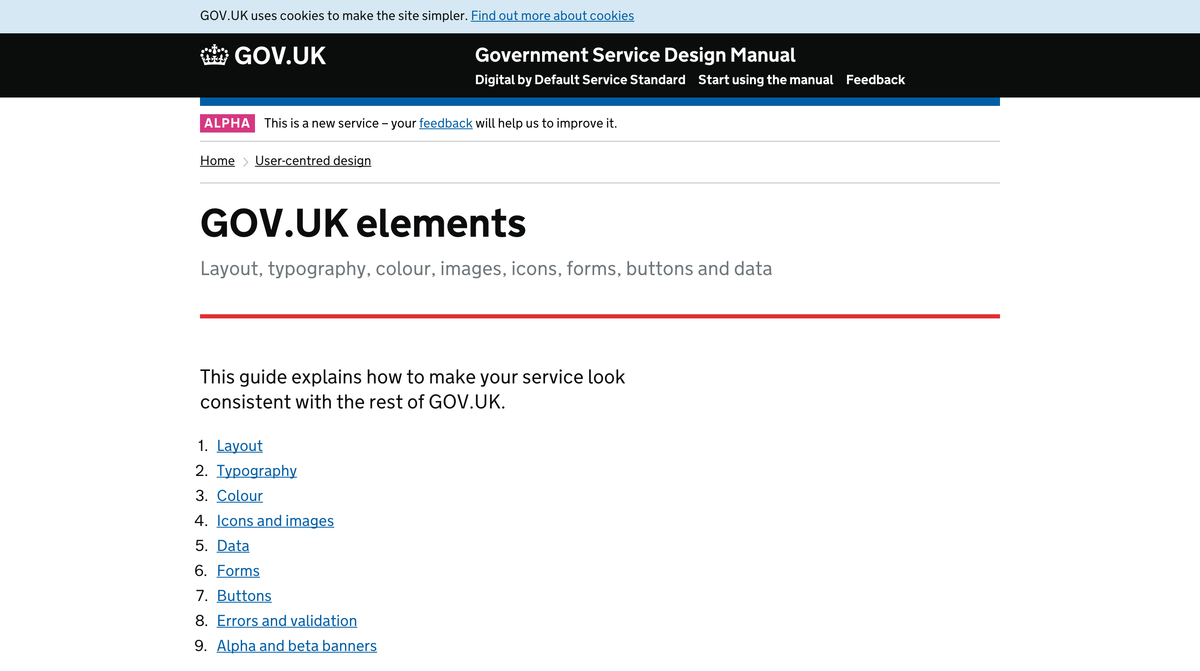 GOV.UK uses cookies to make the site simpler. Find out more about cookies
GOV.UK
Government Service Design Manual
Digital by Default Service Standard Start using the manual Feedback
ALPHA This is a new service – your feedback will help us to improve it.
Home > User-centred design
GOV.UK elements
Layout, typography, colour, images, icons, forms, buttons and data
This guide explains how to make your service look
consistent with the rest of GOV.UK.
1. Layout
2. Typography
3. Colour
4. Icons and images
5. Data
6. Forms
7. Buttons
8. Errors and validation
9. Alpha and beta banners